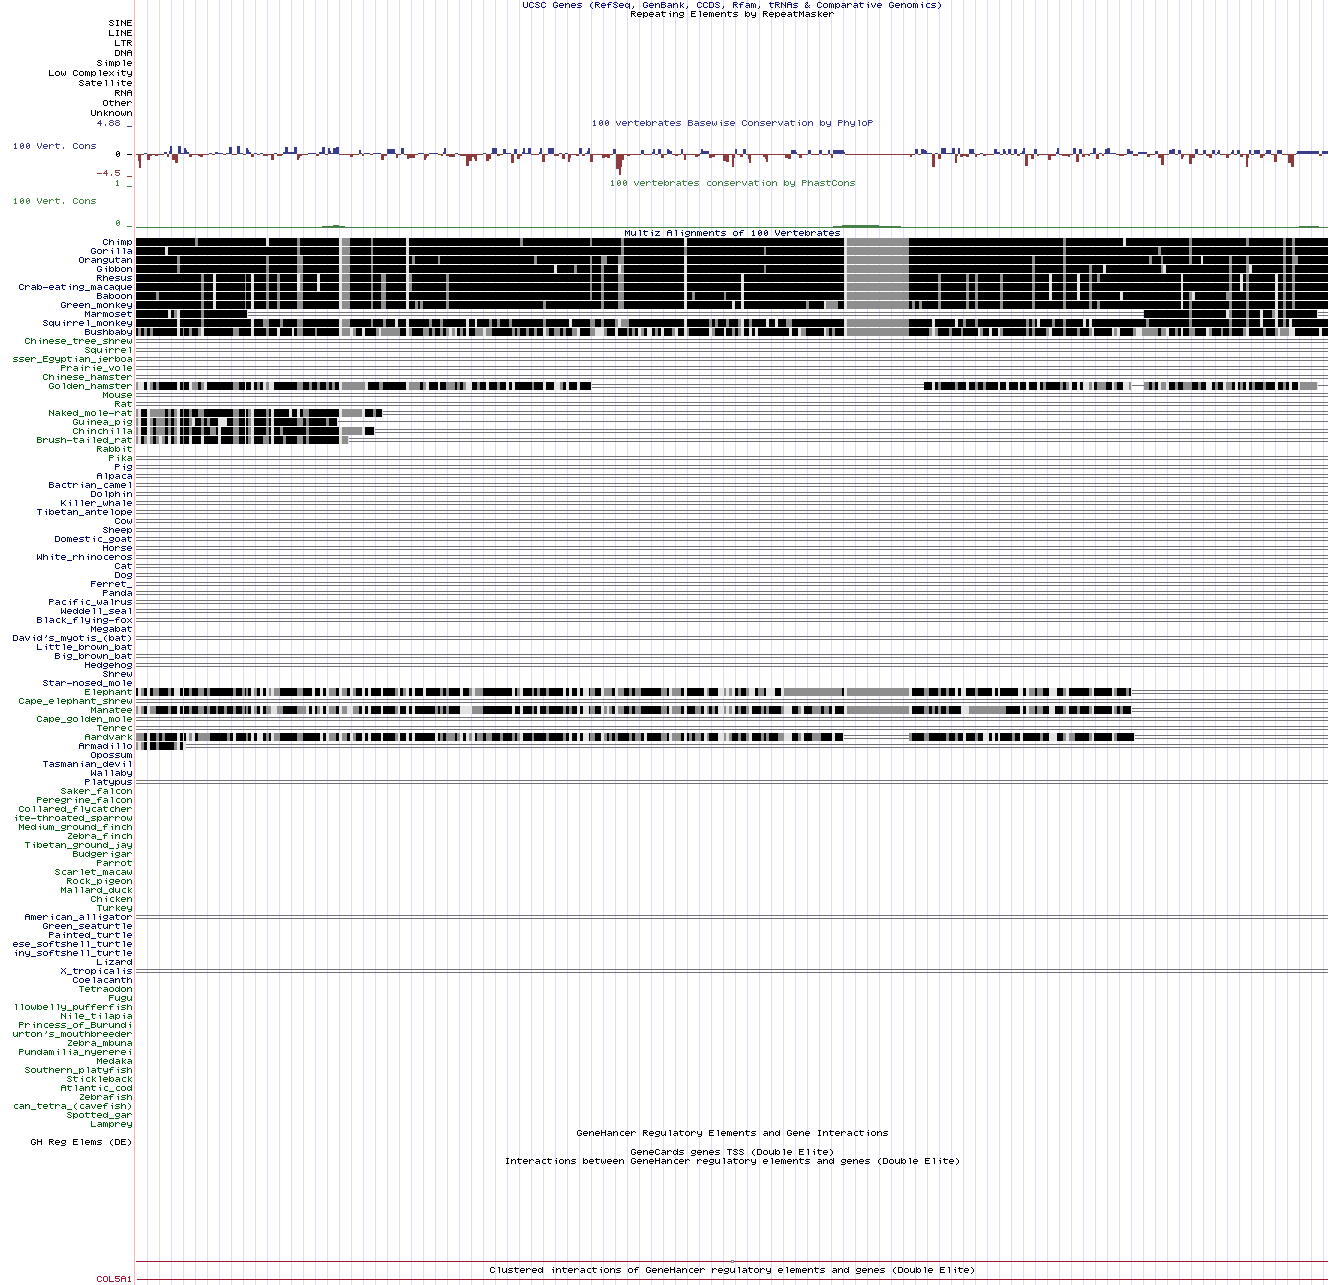 UCSC Genes (RefSeq, GenBank, CCDS, Rfam, tRNAs & Comparative Genomics)
Repeating Elements by RepeatMasker
SINE
LINE
LTR
DNA
Simple
Low Complexity
Satellite
RNA
Other
Unknown
4.88 _
100 vertebrates Basewise Conservation by PhyloP
100 Vert. Cons
0 _
-4.5 _
100 vertebrates conservation by PhastCons
1 _
100 Vert. Cons
0 _
Multiz Alignments of 100 Vertebrates
Chimp
Gorilla
Orangutan
Gibbon
Rhesus
Crab-eating_macaque
Baboon
Green_monkey
Marmoset
Squirrel_monkey
Bushbaby
Chinese_tree_shrew
Squirrel
sser_Egyptian_jerboa
Prairie_vole
Chinese_hamster
Golden_hamster
Mouse
Rat
Naked_mole-rat
Guinea_pig
Chinchilla
Brush-tailed_rat
Rabbit
Pika
Pig
Alpaca
Bactrian_camel
Dolphin
Killer_whale
Tibetan_antelope
Cow
Sheep
Domestic_goat
Horse
White_rhinoceros
Cat
Dog
Ferret_
Panda
Pacific_walrus
Weddell_seal
Black_flying-fox
Megabat
David's_myotis_(bat)
Little_brown_bat
Big_brown_bat
Hedgehog
Shrew
Star-nosed_mole
Elephant
Cape_elephant_shrew
Manatee
Cape_golden_mole
Tenrec
Aardvark
Armadillo
Opossum
Tasmanian_devil
Wallaby
Platypus
Saker_falcon
Peregrine_falcon
Collared_flycatcher
ite-throated_sparrow
Medium_ground_finch
Zebra_finch
Tibetan_ground_jay
Budgerigar
Parrot
Scarlet_macaw
Rock_pigeon
Mallard_duck
Chicken
Turkey
American_alligator
Green_seaturtle
Painted_turtle
ese_softshell_turtle
iny_softshell_turtle
Lizard
X_tropicalis
Coelacanth
Tetraodon
Fugu
llowbelly_pufferfish
Nile_tilapia
Princess_of_Burundi
urton's_mouthbreeder
Zebra_mbuna
Pundamilia_nyererei
Medaka
Southern_platyfish
Stickleback
Atlantic_cod
Zebrafish
can_tetra_(cavefish)
Spotted_gar
Lamprey
GeneHancer Regulatory Elements and Gene Interactions
GH Reg Elems (DE)
GeneCards genes TSS (Double Elite)
Interactions between GeneHancer regulatory elements and genes (Double Elite)
Clustered interactions of GeneHancer regulatory elements and genes (Double Elite)
COL5A1